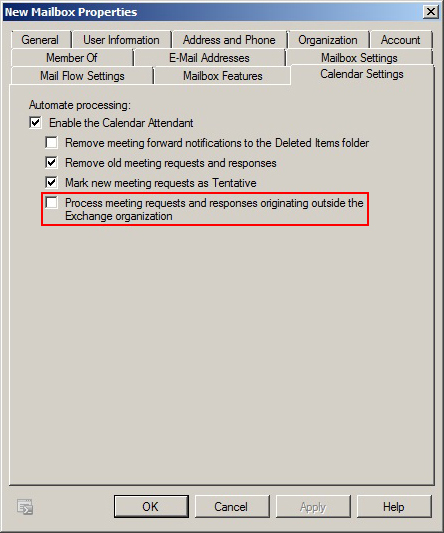 New Mailbox Properties
General
User Information
Address and Phone
Organization
Account
Member Of
E-Mail Addresses
Mailbox Settings
Mail Flow Settings
Mailbox Features
Calendar Settings
Automate processing:
Enable the Calendar Attendant
Remove meeting forward notifications to the Deleted Items folder
Remove old meeting requests and responses
Mark new meeting requests as Tentative
Process meeting requests and responses originating outside the
Exchange organization
OK
Cancel
Apply
Help